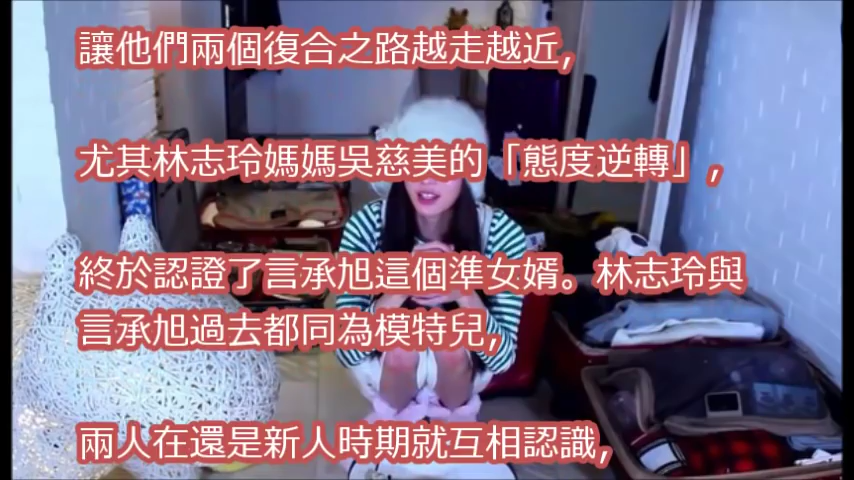 讓他們兩個復合之路越走越近，
尤其林志玲媽媽吳慈美的「態度逆轉」，
終於認證了言承旭這個準女婿。林志玲與
言承旭過去都同為模特兒，
兩人在還是新人時期就互相認識，